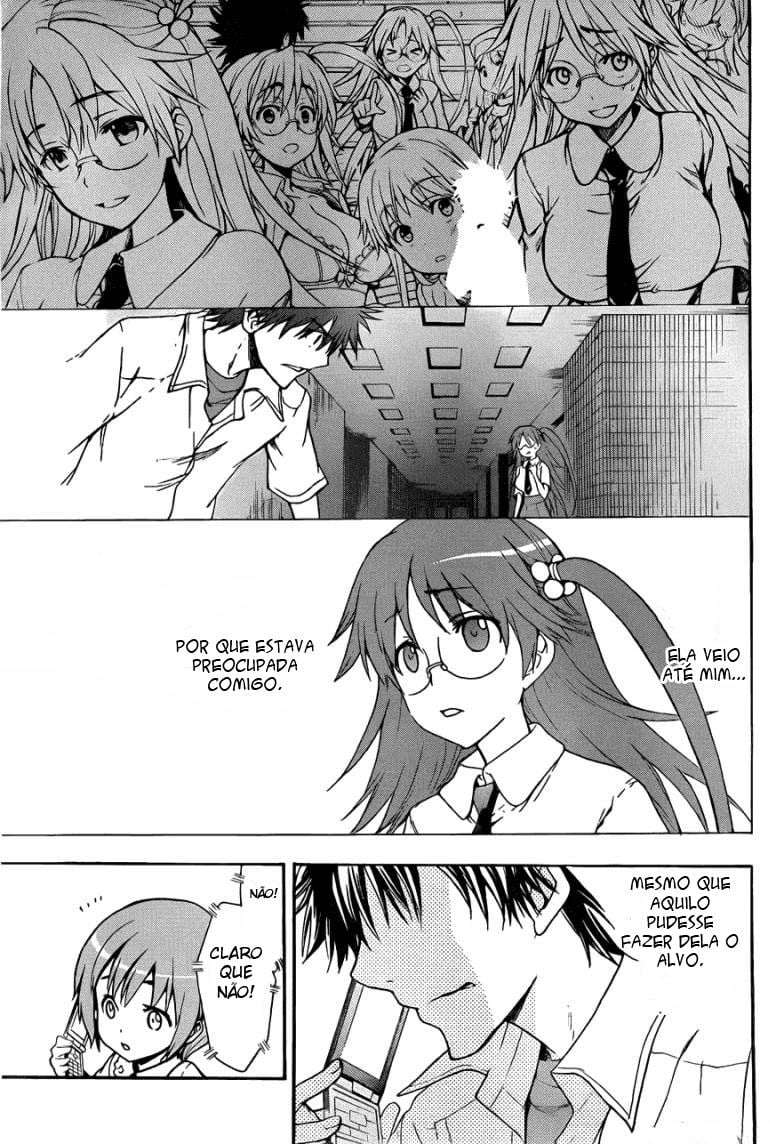 ELA VEIO
ATÉ MIM...
POR QUE ESTAVA
PREOCUPADA
COMIGO.
MESMO QUE
AQUILO
PUDESSE
FAZER DELA O
ALVO.
NÃO!
CLARO
QUE
NÃO!